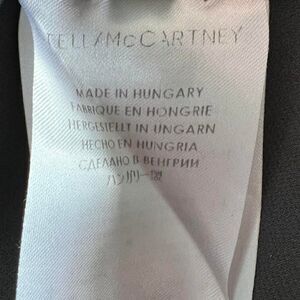 TELLA McCARTNEY
MADE IN HUNGARY
FABRIQUE EN HONGRIE
HERGESTELLT IN UNGARN
HECHO EN HUNGRIA
СДЕЛАНО В ВЕНГРИИ
ハンガリー製